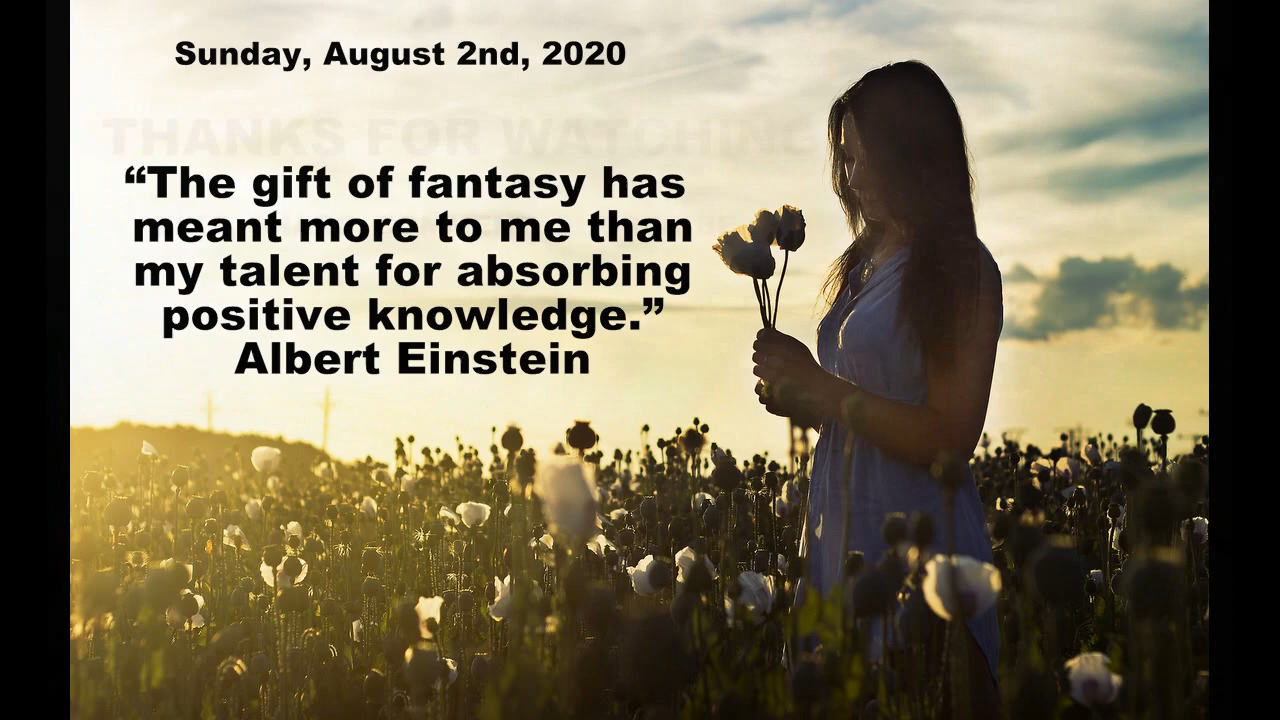 Sunday, August 2nd, 2020
THANKS FOR WATCHING
“The gift of fantasy has
meant more to me than
my talent for absorbing
positive knowledge.”
Albert Einstein